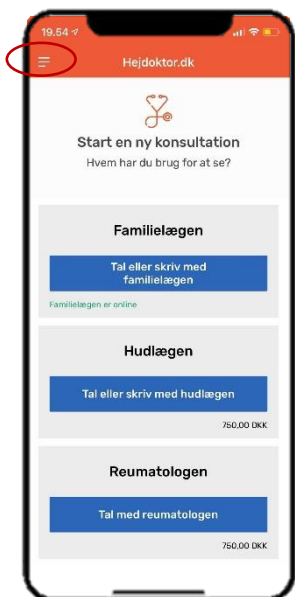 19.54
Hejdoktor.dk
Start en ny konsultation
Hvem har du brug for at se?
Familielægen
Tal eller skriv med
familielægen
Familielægen er online
Hudlægen
Tal eller skriv med hudlægen
750,00 DKK
Reumatologen
Tal med reumatologen
750,00 DKK